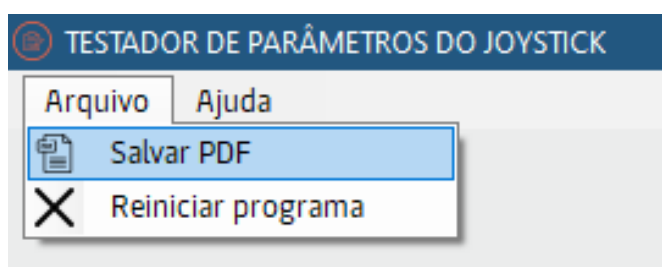 TESTADOR DE PARÂMETROS DO JOYSTICK
Arquivo Ajuda
Salvar PDF
Reiniciar programa